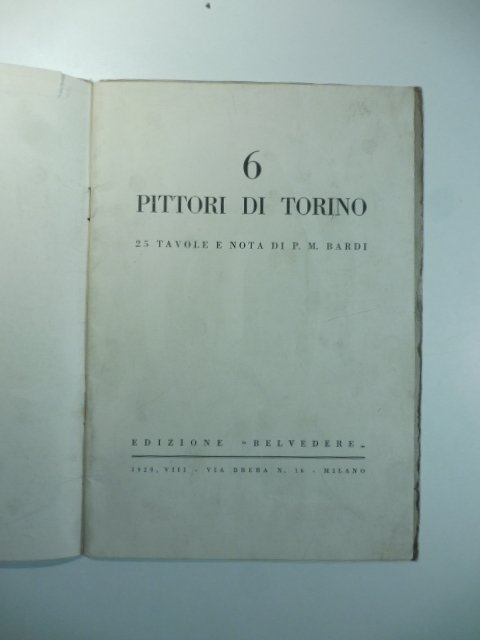 6
PITTORI DI TORINO
25 TAVOLE E NOTA DI P. M. BARDI
EDIZIONE "BELVEDERE„
1929, VIII - VIA BRERA N. 16 - MILANO